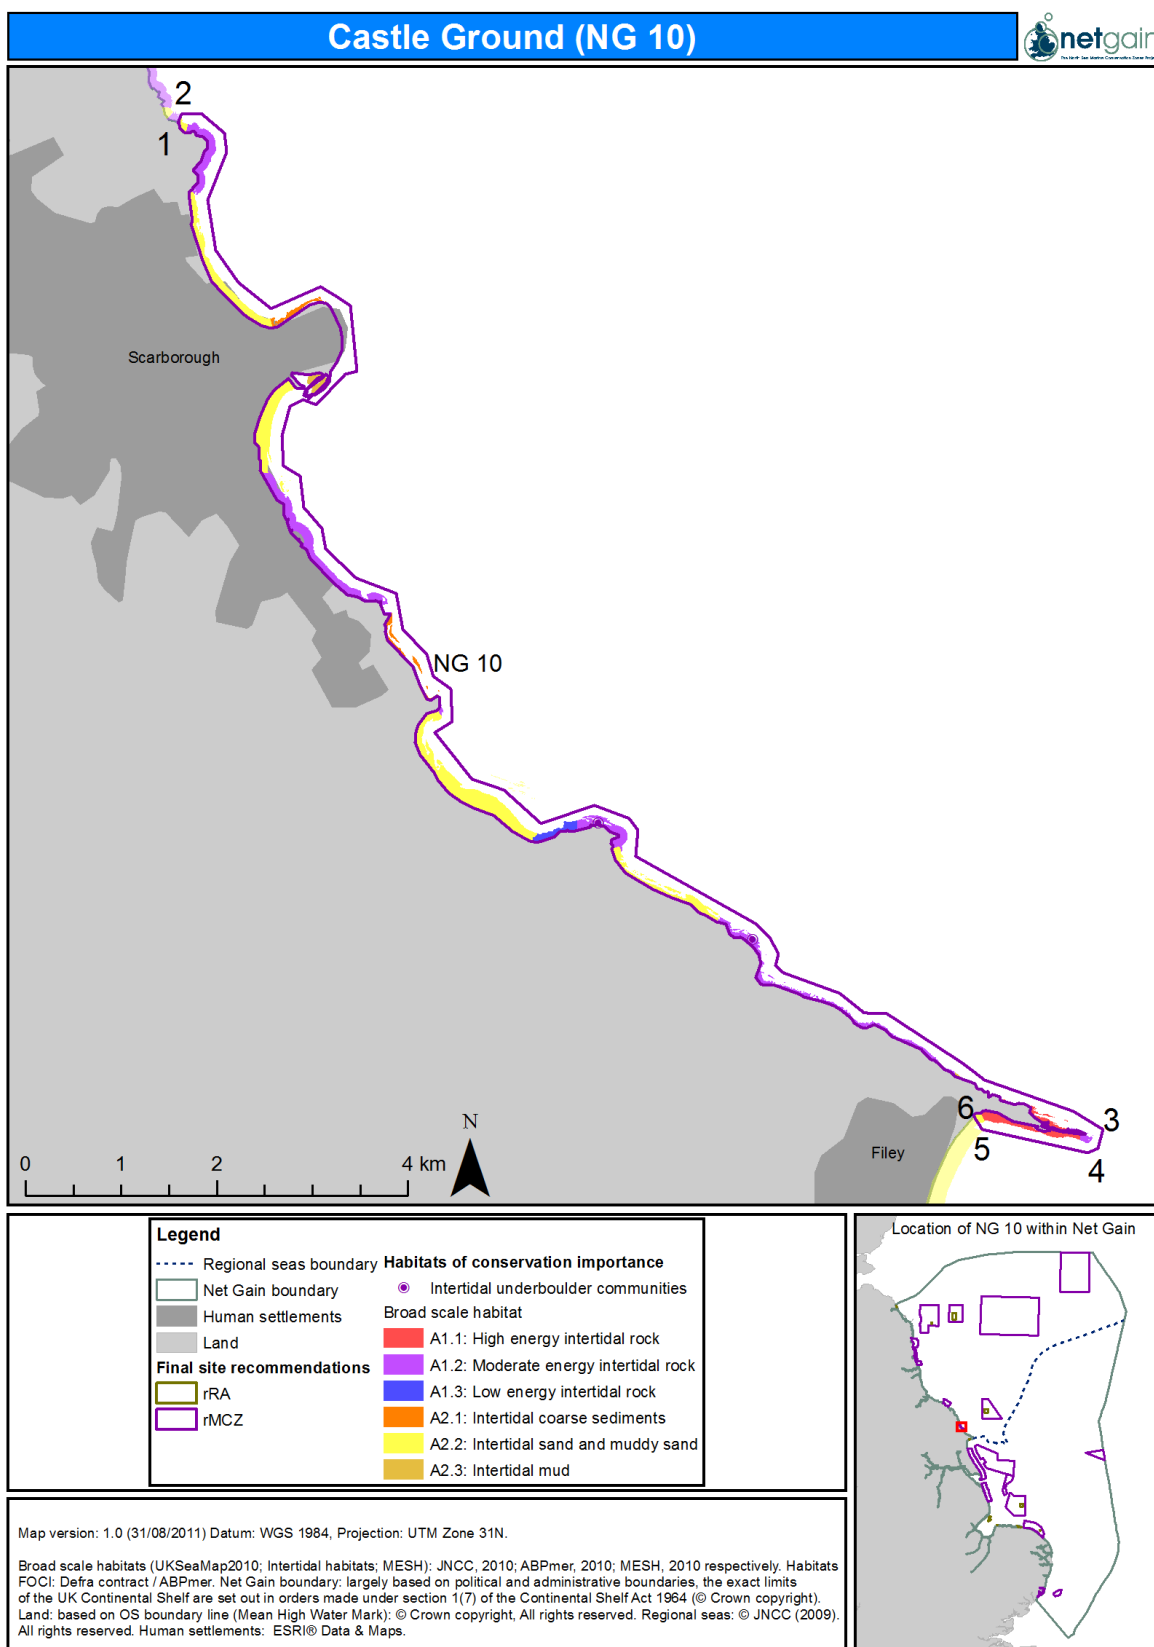 Castle Ground (NG 10)
netgain
The North Sea Marine Conservation Zones Project
2
1
Scarborough
NG 10
6
3
5
4
Filey
N
0 1 2 4 km
Legend
Regional seas boundary
Net Gain boundary
Human settlements
Land
Final site recommendations
rRA
rMCZ
Habitats of conservation importance
Intertidal underboulder communities
Broad scale habitat
A1.1: High energy intertidal rock
A1.2: Moderate energy intertidal rock
A1.3: Low energy intertidal rock
A2.1: Intertidal coarse sediments
A2.2: Intertidal sand and muddy sand
A2.3: Intertidal mud
Location of NG 10 within Net Gain
Map version: 1.0 (31/08/2011) Datum: WGS 1984, Projection: UTM Zone 31N.
Broad scale habitats (UKSeaMap2010; Intertidal habitats; MESH): JNCC, 2010; ABPmer, 2010; MESH, 2010 respectively. Habitats
FOCI: Defra contract / ABPmer. Net Gain boundary: largely based on political and administrative boundaries, the exact limits
of the UK Continental Shelf are set out in orders made under section 1(7) of the Continental Shelf Act 1964 (© Crown copyright).
Land: based on OS boundary line (Mean High Water Mark): © Crown copyright, All rights reserved. Regional seas: © JNCC (2009).
All rights reserved. Human settlements: ESRI® Data & Maps.